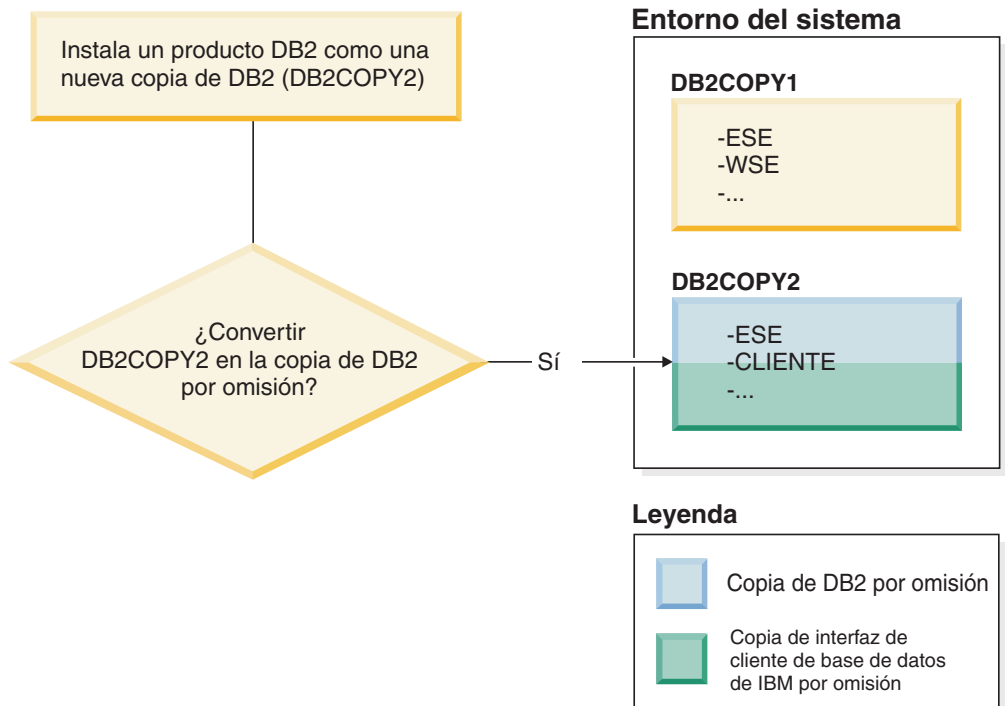 Instala un producto DB2 como una
nueva copia de DB2 (DB2COPY2)
¿Convertir
DB2COPY2 en la copia de DB2
por omisión?
Sí
Entorno del sistema
DB2COPY1
-ESE
-WSE
-...
DB2COPY2
-ESE
-CLIENTE
-...
Leyenda
Copia de DB2 por omisión
Copia de interfaz de
cliente de base de datos
de IBM por omisión